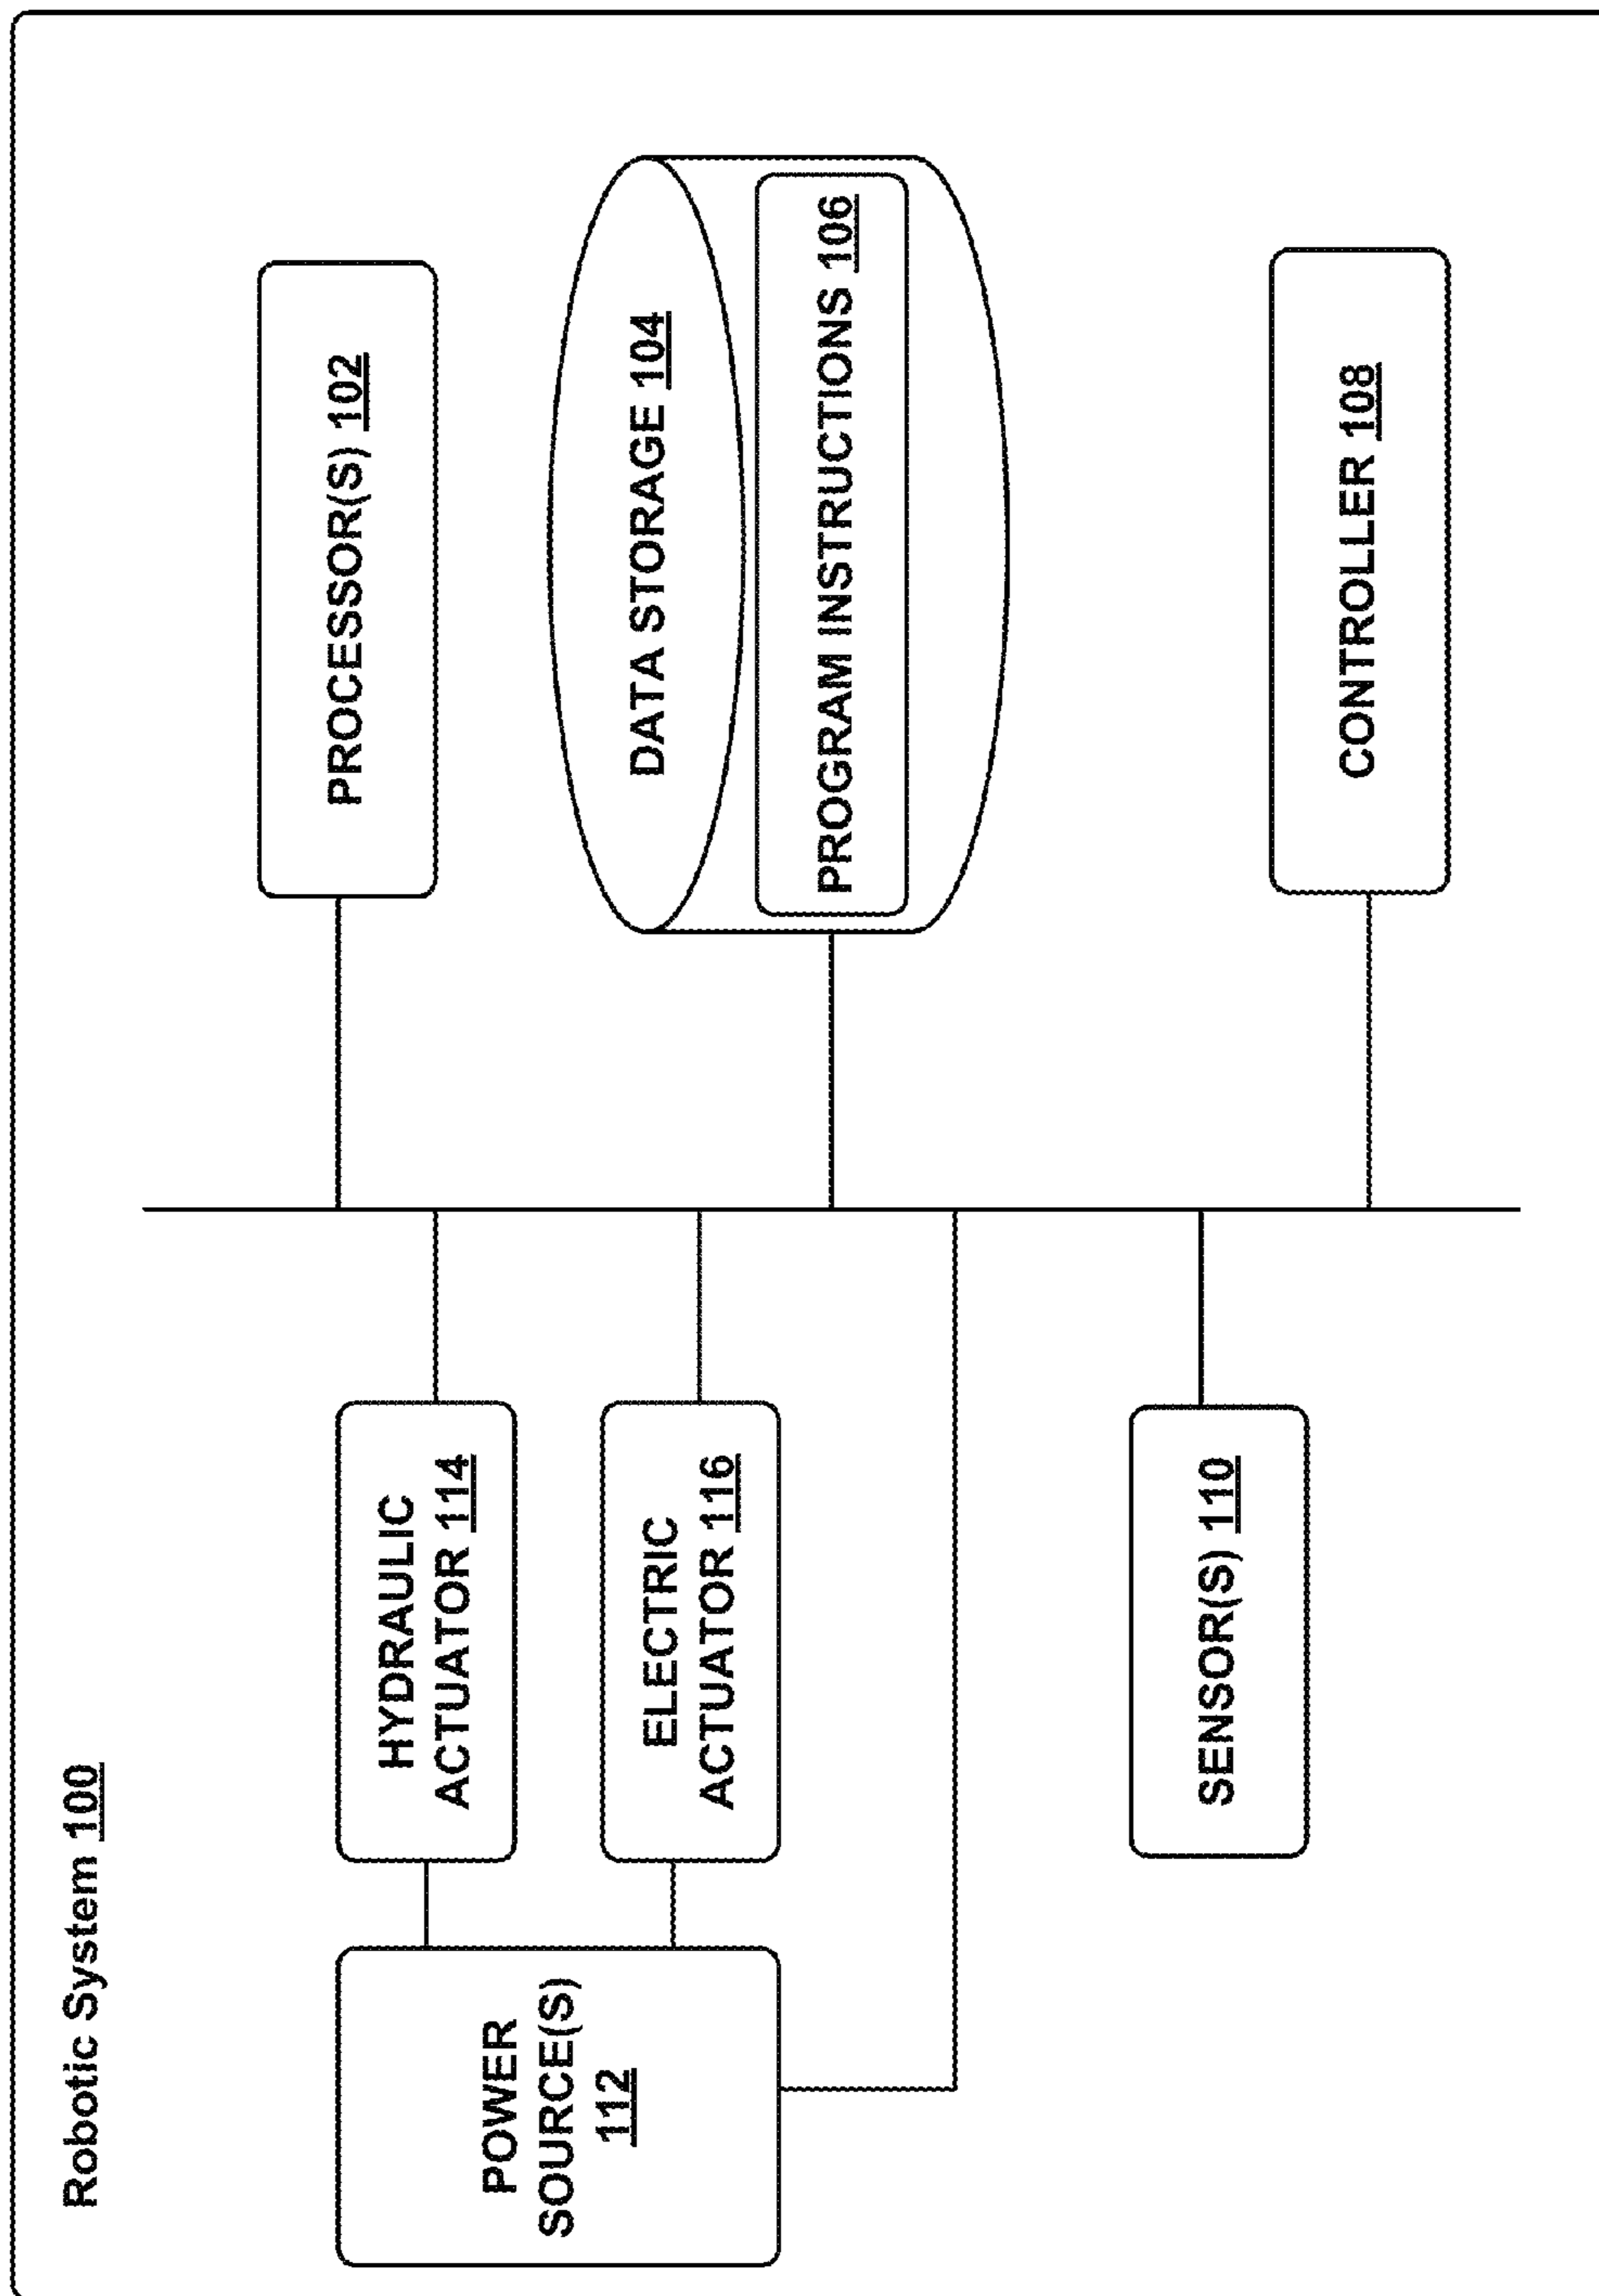 Robotic System 100
POWER
SOURCE(S)
112
HYDRAULIC
ACTUATOR 114
ELECTRIC
ACTUATOR 116
SENSOR(S) 110
PROCESSOR(S) 102
DATA STORAGE 104
PROGRAM INSTRUCTIONS 106
CONTROLLER 108